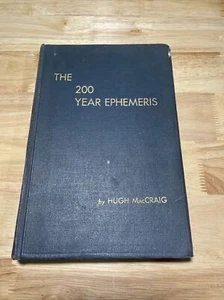 THE
200
YEAR EPHEMERIS
by HUGH MACCRAIG